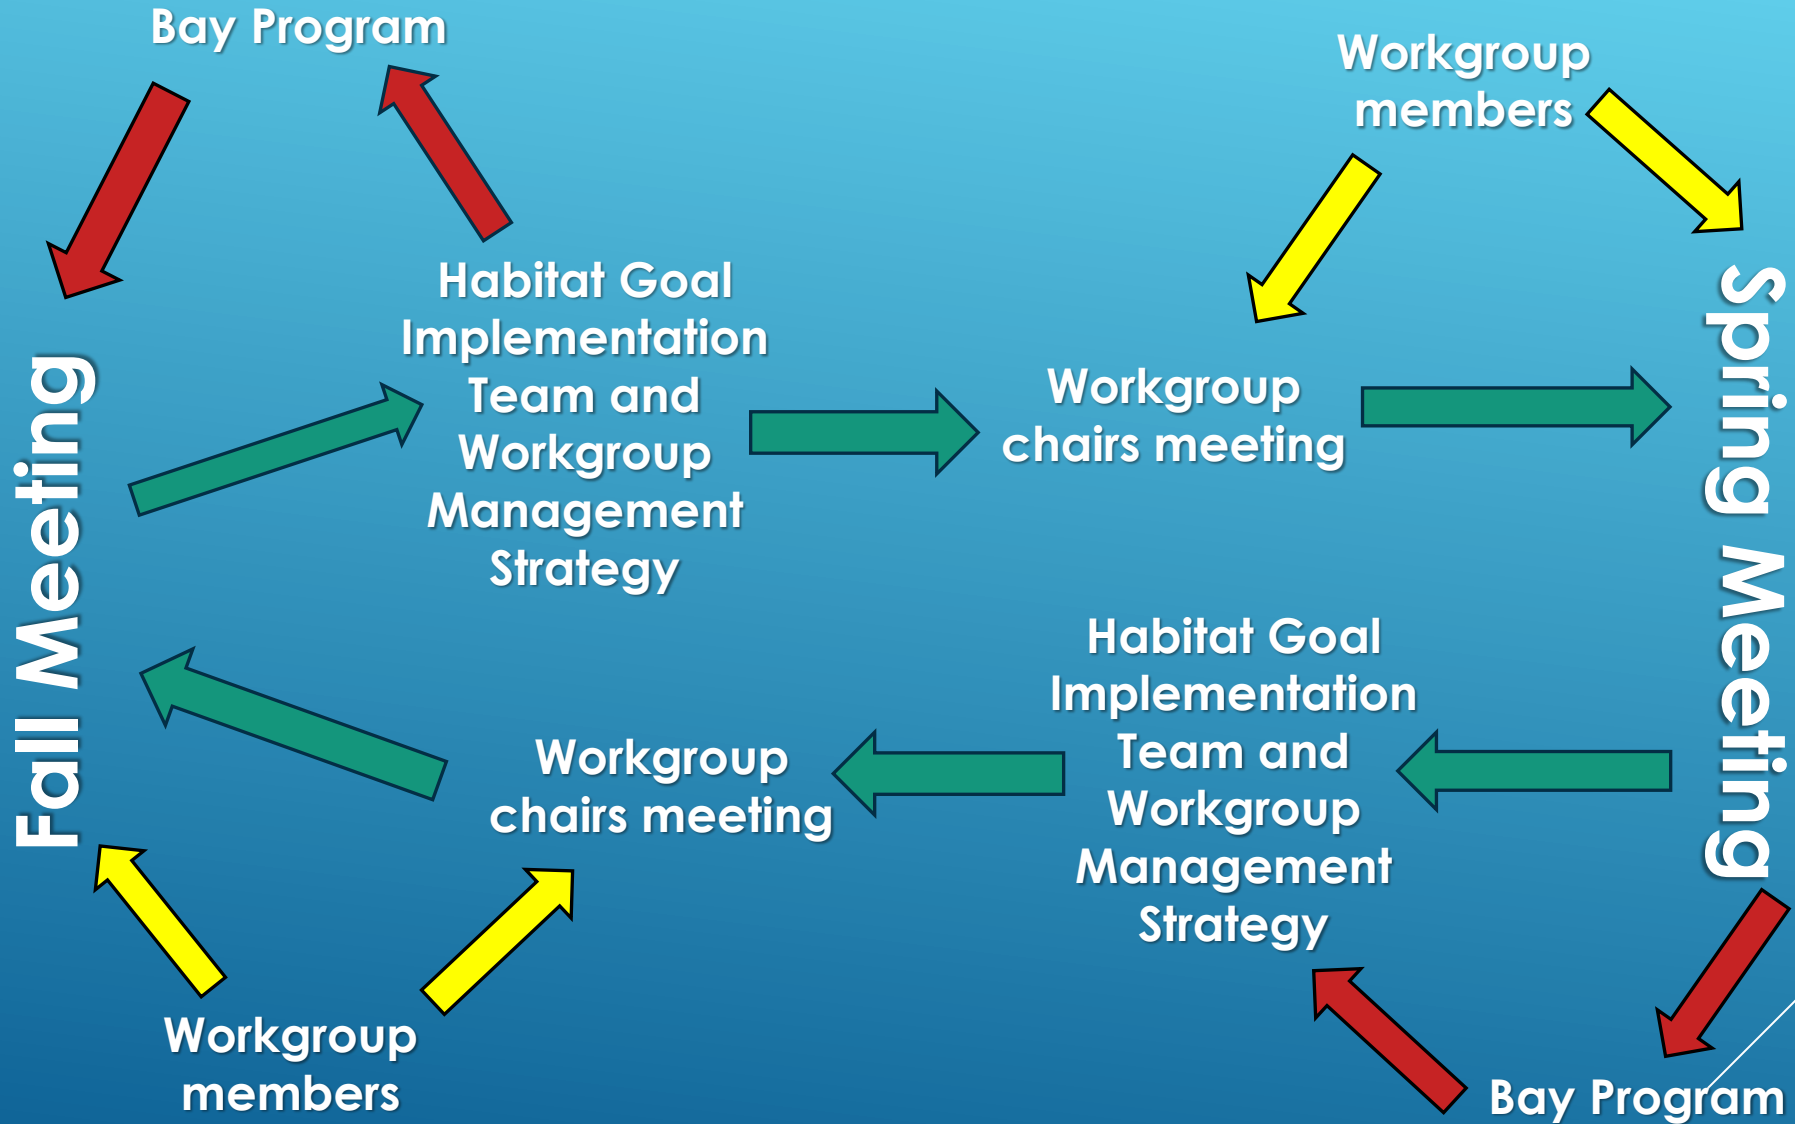 Bay Program
Workgroup
members
Habitat Goal
Implementation
Team and
Workgroup
Management
Strategy
Workgroup
chairs meeting
Fall Meeting
Spring Meeting
Workgroup
chairs meeting
Habitat Goal
Implementation
Team and
Workgroup
Management
Strategy
Workgroup
members
Bay Program